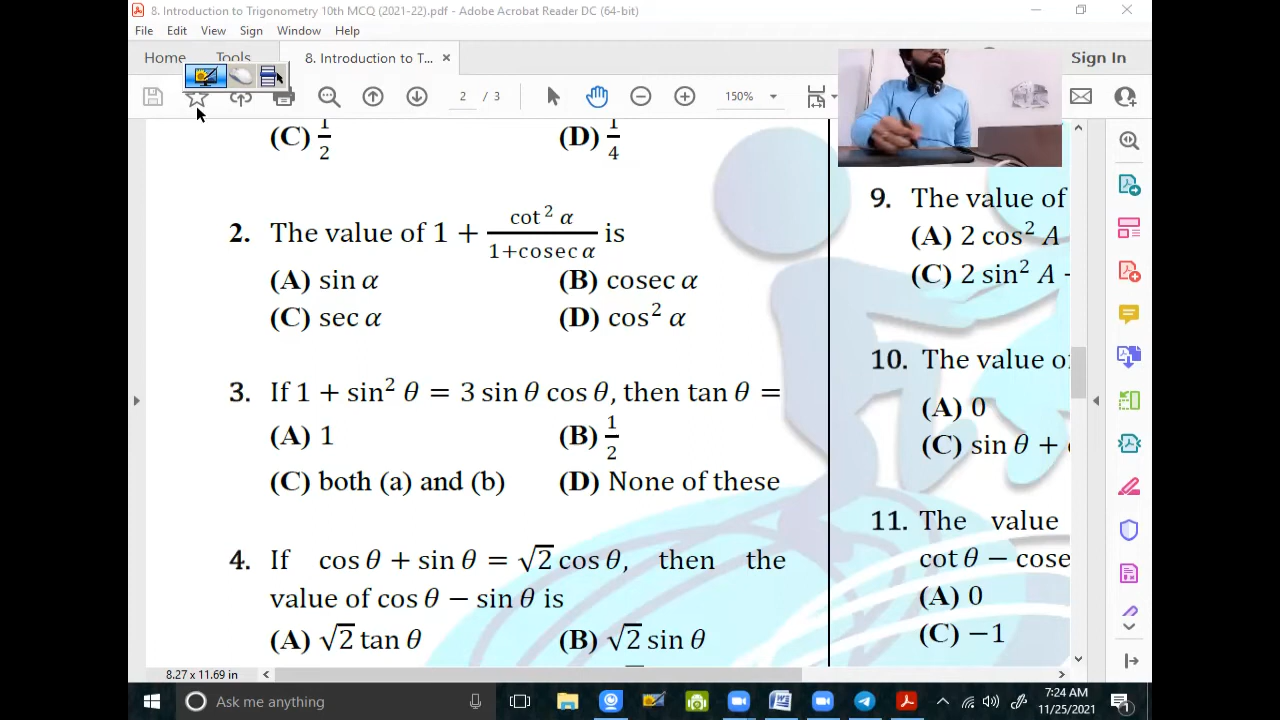 8. Introduction to Trigonometry 10th MCQ (2021-22).pdf - Adobe Acrobat Reader DC (64-bit)
File Edit View Sign Window Help
Home Tools 8. Introduction to T... × Sign In
2 / 3 150%
(C) 1/2 (D) 1/4
2. The value of 1 + cot² α / 1+cosec α is
(A) sin α (B) cosec α
(C) sec α (D) cos² α
3. If 1 + sin² θ = 3 sin θ cos θ, then tan θ =
(A) 1 (B) 1/2
(C) both (a) and (b) (D) None of these
4. If cos θ + sin θ = √2 cos θ, then the
value of cos θ − sin θ is
(A) √2 tan θ (B) √2 sin θ
9. The value of
(A) 2 cos² A
(C) 2 sin² A −
10. The value of
(A) 0
(C) sin θ +
11. The value
cot θ − cose
(A) 0
(C) −1
8.27 x 11.69 in
Ask me anything
7:24 AM
11/25/2021
1